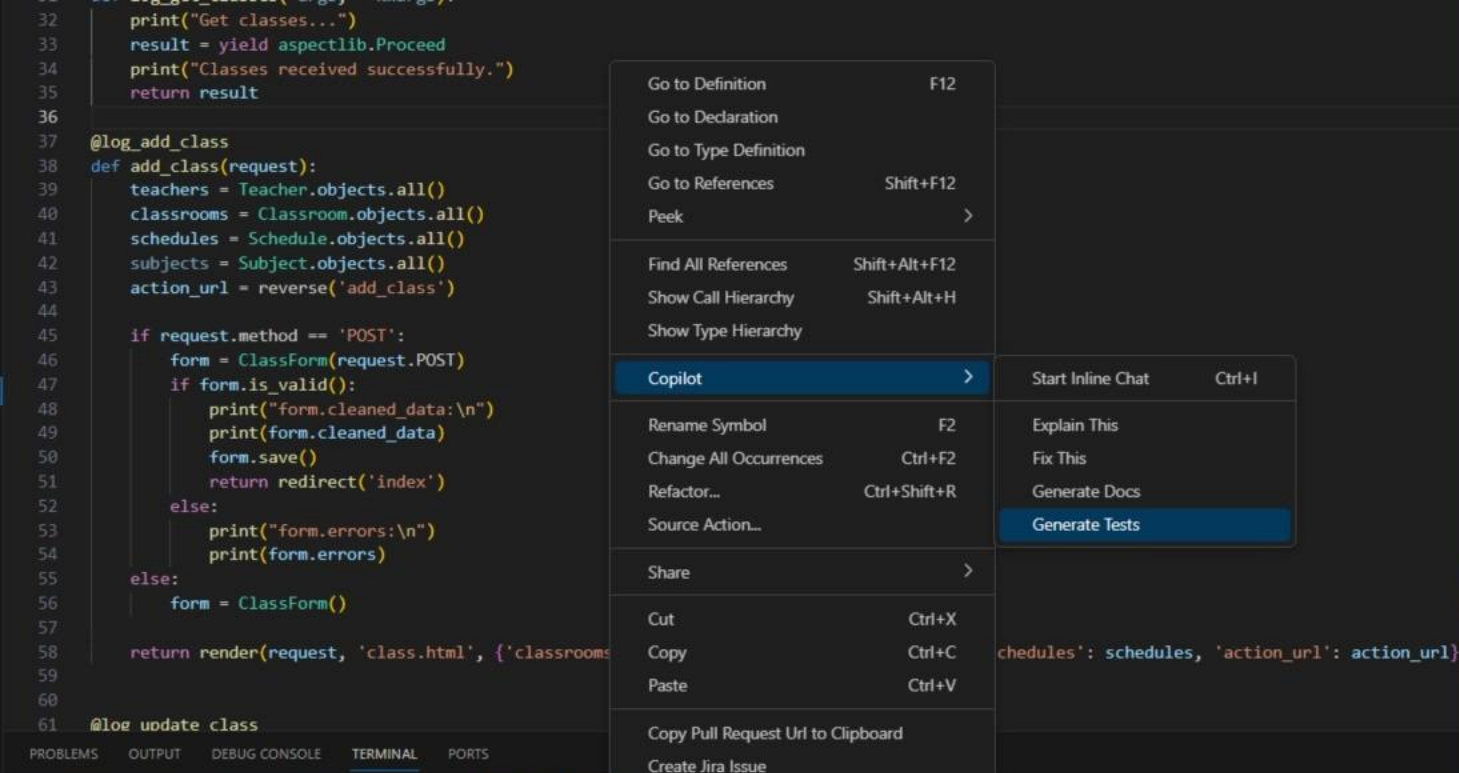 32 print("Get classes...")
33 result = yield aspectlib.Proceed
34 print("Classes received successfully.")
35 return result
36
37 @log_add_class
38 def add_class(request):
39 teachers = Teacher.objects.all()
40 classrooms = Classroom.objects.all()
41 schedules = Schedule.objects.all()
42 subjects = Subject.objects.all()
43 action_url = reverse('add_class')
44
45 if request.method == 'POST':
46 form = ClassForm(request.POST)
47 if form.is_valid():
48 print("form.cleaned_data:\n")
49 print(form.cleaned_data)
50 form.save()
51 return redirect('index')
52 else:
53 print("form.errors:\n")
54 print(form.errors)
55 else:
56 form = ClassForm()
57
58 return render(request, 'class.html', {'classrooms chedules': schedules, 'action_url': action_url}
59
60
61 @log_update_class
Go to Definition F12
Go to Declaration
Go to Type Definition
Go to References Shift+F12
Peek
Find All References Shift+Alt+F12
Show Call Hierarchy Shift+Alt+H
Show Type Hierarchy
Copilot
Rename Symbol F2
Change All Occurrences Ctrl+F2
Refactor... Ctrl+Shift+R
Source Action...
Share
Cut Ctrl+X
Copy Ctrl+C
Paste Ctrl+V
Copy Pull Request Url to Clipboard
Create Jira Issue
Start Inline Chat Ctrl+I
Explain This
Fix This
Generate Docs
Generate Tests
PROBLEMS OUTPUT DEBUG CONSOLE TERMINAL PORTS